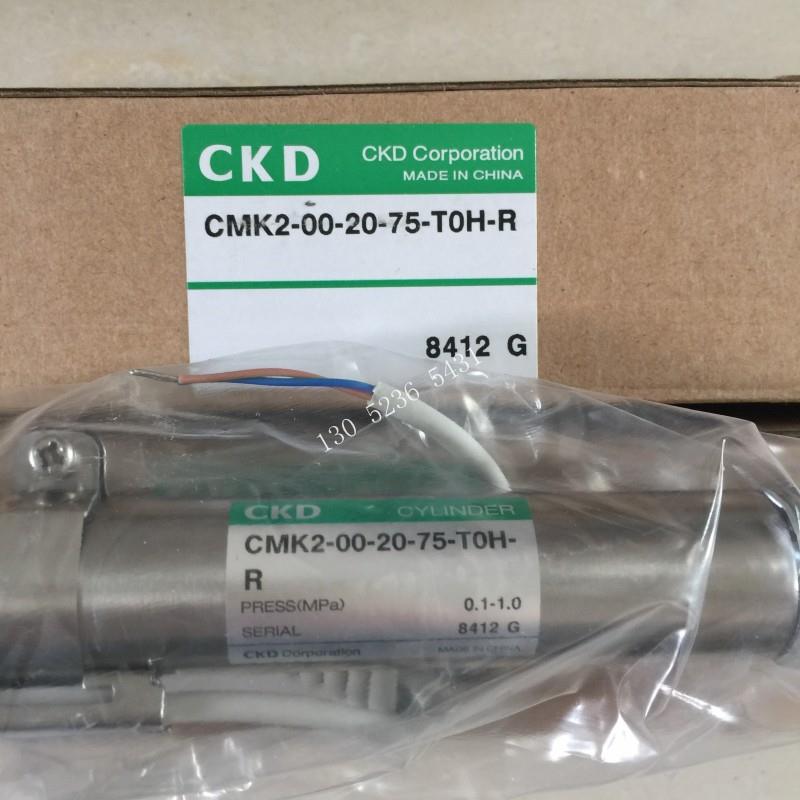 CKD CKD Corporation
MADE IN CHINA
CMK2-00-20-75-T0H-R
8412 G
130 5236 5431
CKD CYLINDER
CMK2-00-20-75-T0H-
R
PRESS(MPa) 0.1-1.0
SERIAL 8412 G
CKD Corporation MADE IN CHINA